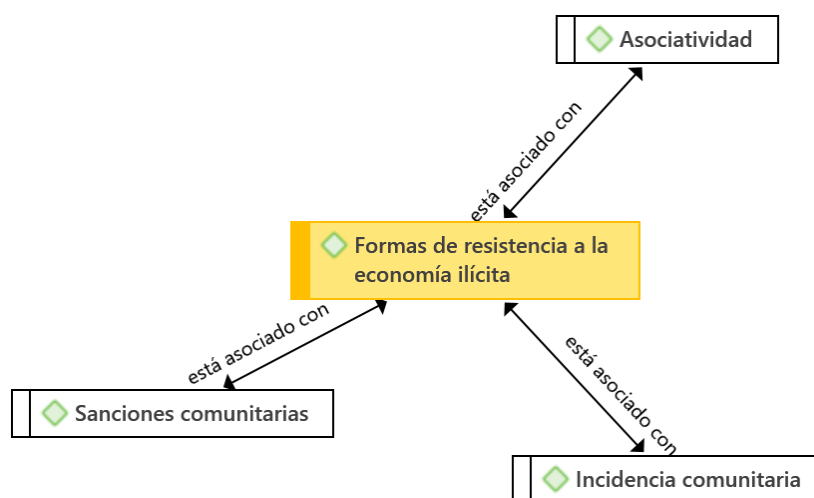 Asociatividad
está asociado con
Formas de resistencia a la
economía ilícita
está asociado con
está asociado con
Sanciones comunitarias
Incidencia comunitaria